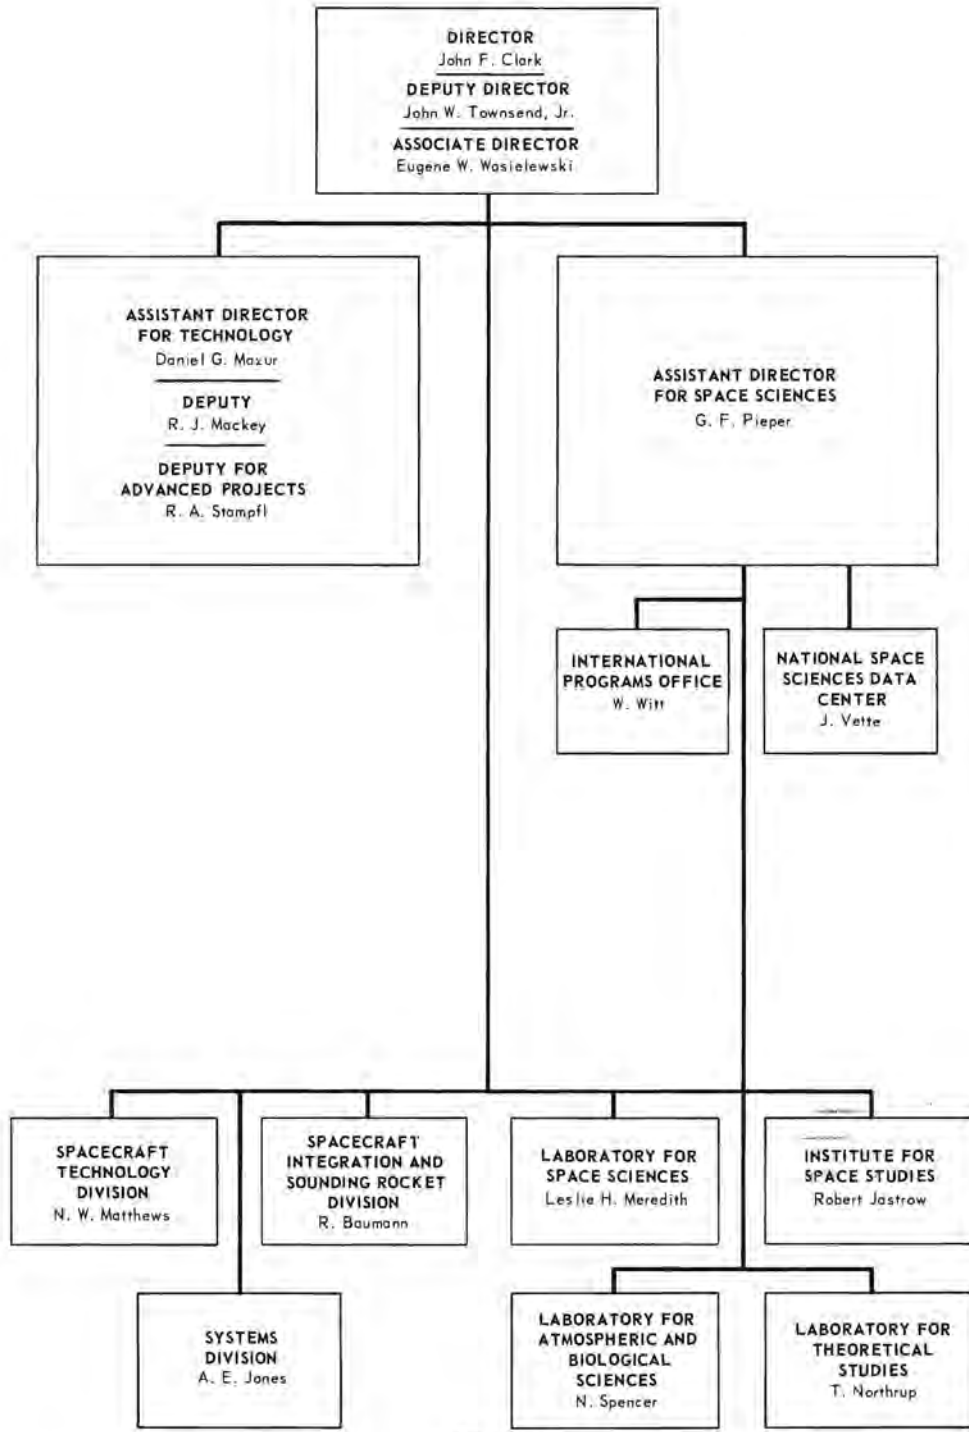 DIRECTOR
John F. Clark
DEPUTY DIRECTOR
John W. Townsend, Jr.
ASSOCIATE DIRECTOR
Eugene W. Wasielewski
ASSISTANT DIRECTOR
FOR TECHNOLOGY
Daniel G. Mazur
DEPUTY
R. J. Mackey
DEPUTY FOR
ADVANCED PROJECTS
R. A. Stampfl
ASSISTANT DIRECTOR
FOR SPACE SCIENCES
G. F. Pieper
INTERNATIONAL
PROGRAMS OFFICE
W. Witt
NATIONAL SPACE
SCIENCES DATA
CENTER
J. Vette
SPACECRAFT
TECHNOLOGY
DIVISION
N. W. Matthews
SPACECRAFT
INTEGRATION AND
SOUNDING ROCKET
DIVISION
R. Baumann
LABORATORY FOR
SPACE SCIENCES
Leslie H. Meredith
INSTITUTE FOR
SPACE STUDIES
Robert Jastrow
SYSTEMS
DIVISION
A. E. Jones
LABORATORY FOR
ATMOSPHERIC AND
BIOLOGICAL
SCIENCES
N. Spencer
LABORATORY FOR
THEORETICAL
STUDIES
T. Northrup